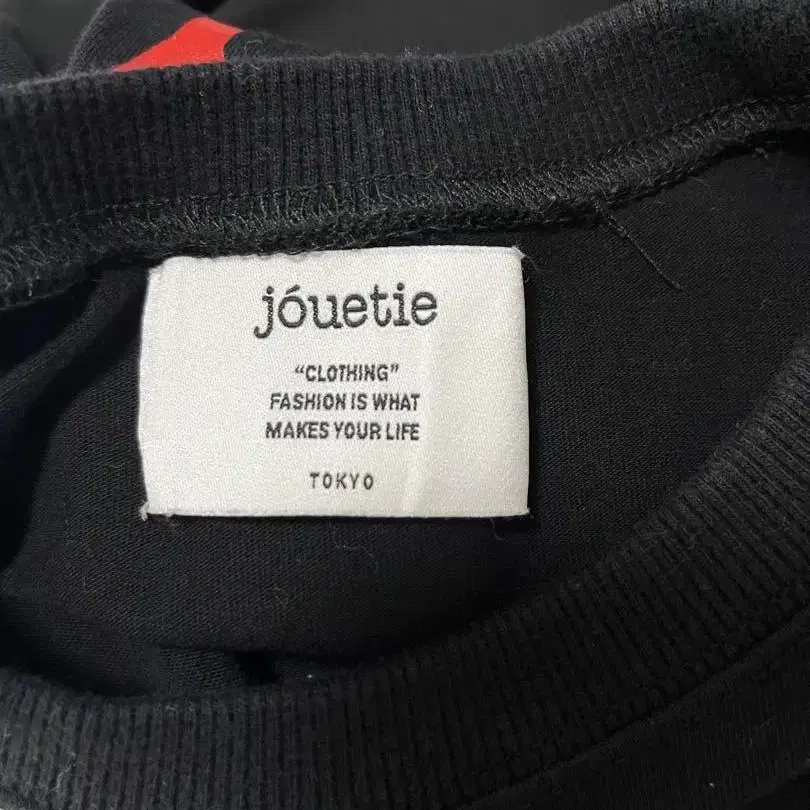 jóuetie
“CLOTHING”
FASHION IS WHAT
MAKES YOUR LIFE
TOKYO